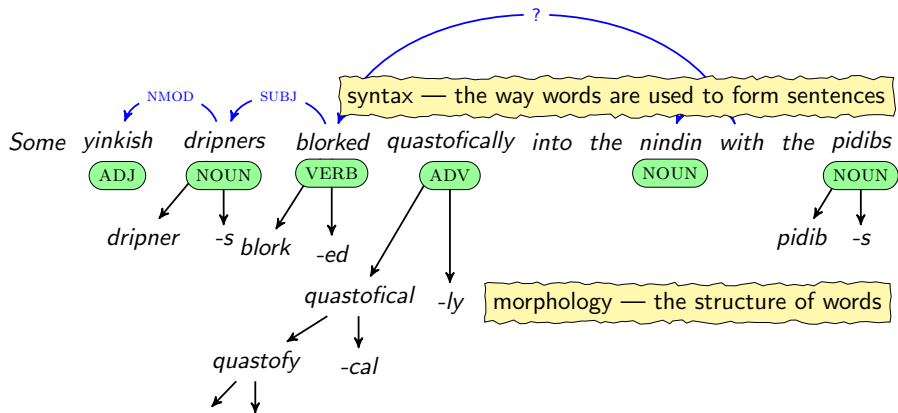 ?
NMOD SUBJ
syntax — the way words are used to form sentences
Some yinkish dripners blorked quastofically into the nindin with the pidibs
ADJ NOUN VERB ADV NOUN NOUN
dripner -s blork -ed pidib -s
quastofical -ly
morphology — the structure of words
quastofy -cal